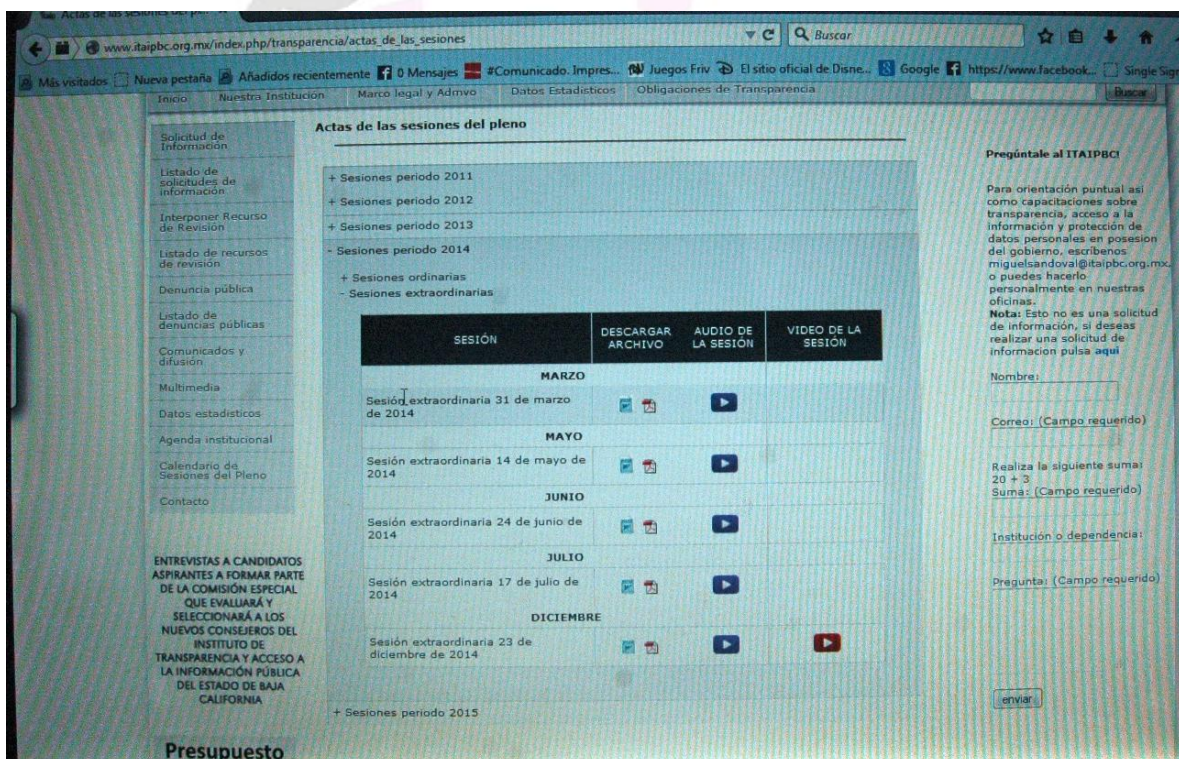 Actas de las sesiones del
www.itaipbc.org.mx/index.php/transparencia/actas_de_las_sesiones
Buscar
Más visitados
Nueva pestaña
Añadidos recientemente
0 Mensajes
#Comunicado. Impres...
Juegos Friv
El sitio oficial de Disne...
Google
https://www.facebook...
Single Sign
Inicio
Nuestra Institución
Marco legal y Admvo
Datos Estadisticos
Obligaciones de Transparencia
Buscar
Solicitud de
Información
Listado de
solicitudes de
información
Interponer Recurso
de Revisión
Listado de recursos
de revisión
Denuncia pública
Listado de
denuncias públicas
Comunicados y
difusión
Multimedia
Datos estadisticos
Agenda institucional
Calendario de
Sesiones del Pleno
Contacto
ENTREVISTAS A CANDIDATOS
ASPIRANTES A FORMAR PARTE
DE LA COMISIÓN ESPECIAL
QUE EVALUARÁ Y
SELECCIONARÁ A LOS
NUEVOS CONSEJEROS DEL
INSTITUTO DE
TRANSPARENCIA Y ACCESO A
LA INFORMACIÓN PÚBLICA
DEL ESTADO DE BAJA
CALIFORNIA
Presupuesto
Actas de las sesiones del pleno
+ Sesiones periodo 2011
+ Sesiones periodo 2012
+ Sesiones periodo 2013
- Sesiones periodo 2014
+ Sesiones ordinarias
- Sesiones extraordinarias
SESIÓN
DESCARGAR
ARCHIVO
AUDIO DE
LA SESIÓN
VIDEO DE LA
SESIÓN
MARZO
Sesión extraordinaria 31 de marzo
de 2014
MAYO
Sesión extraordinaria 14 de mayo de
2014
JUNIO
Sesión extraordinaria 24 de junio de
2014
JULIO
Sesión extraordinaria 17 de julio de
2014
DICIEMBRE
Sesión extraordinaria 23 de
diciembre de 2014
+ Sesiones periodo 2015
Pregúntale al ITAIPBC!
Para orientación puntual asi
como capacitaciones sobre
transparencia, acceso a la
información y protección de
datos personales en posesion
del gobierno, escribenos
miguelsandoval@itaipbc.org.mx,
o puedes hacerlo
personalmente en nuestras
oficinas.
Nota: Esto no es una solicitud
de información, si deseas
realizar una solicitud de
informacion pulsa aqui
Nombre:
Correo: (Campo requerido)
Realiza la siguiente suma:
20 + 3
Suma: (Campo requerido)
Institución o dependencia:
Pregunta: (Campo requerido)
enviar